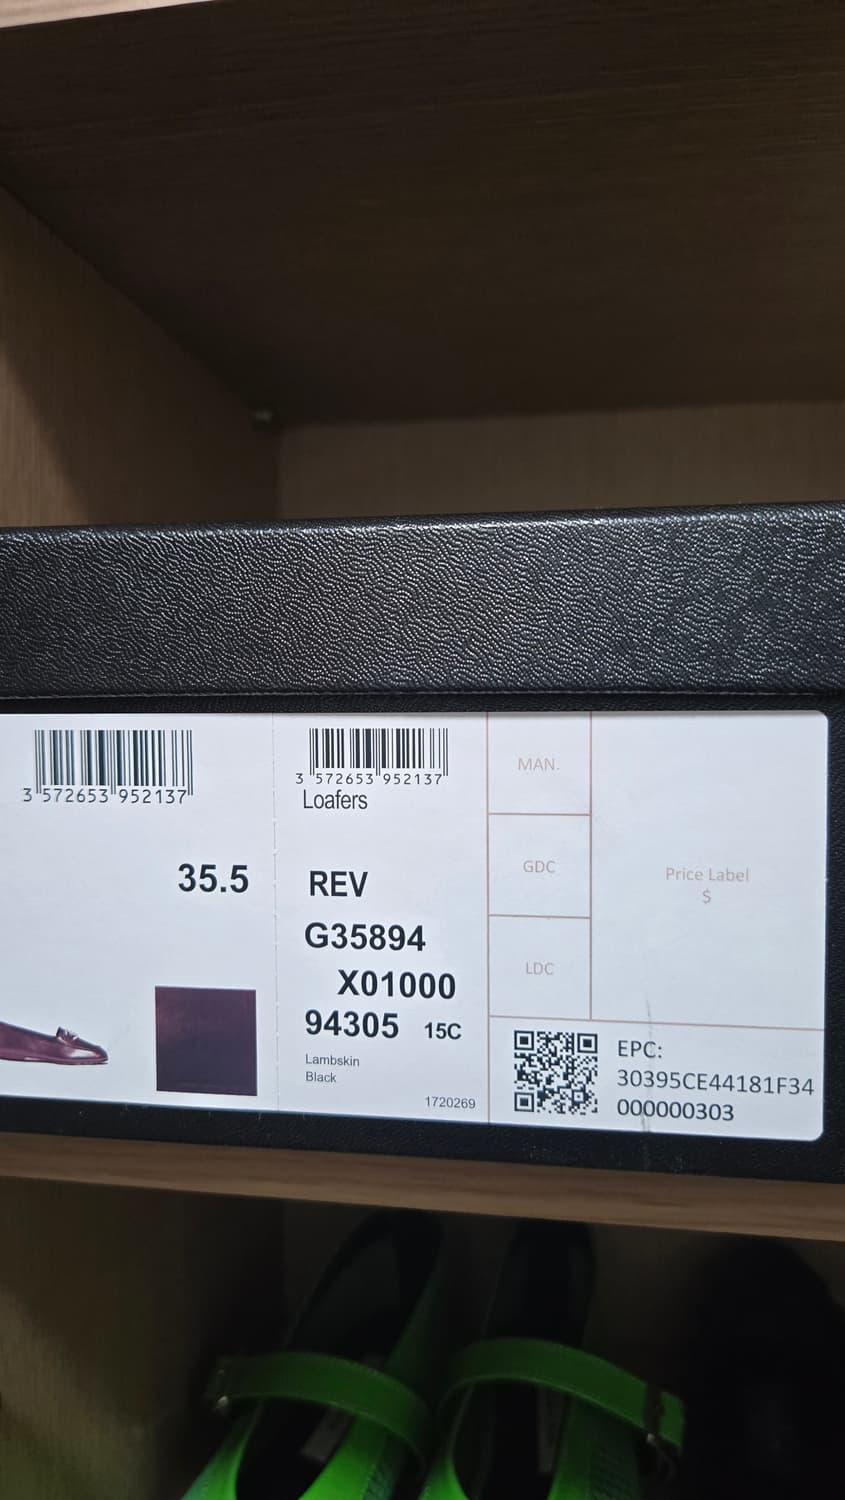 3 572653 952137
35.5
3 572653 952137
Loafers
REV
G35894
X01000
94305 15C
Lambskin
Black
1720269
MAN.
GDC
LDC
Price Label
$
EPC:
30395CE44181F34
000000303